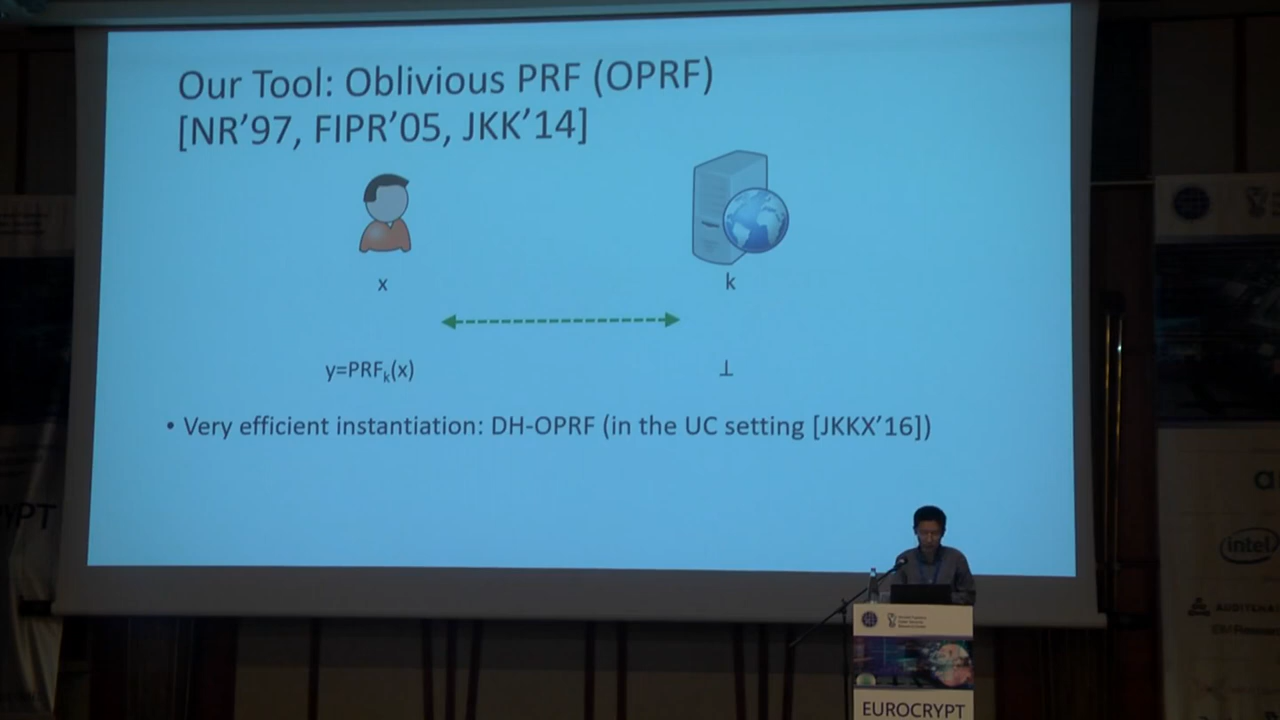 Our Tool: Oblivious PRF (OPRF)
[NR'97, FIPR'05, JKK'14]
x
k
y=PRFₖ(x)
⊥
• Very efficient instantiation: DH-OPRF (in the UC setting [JKKX'16])
intel
EUROCRYPT